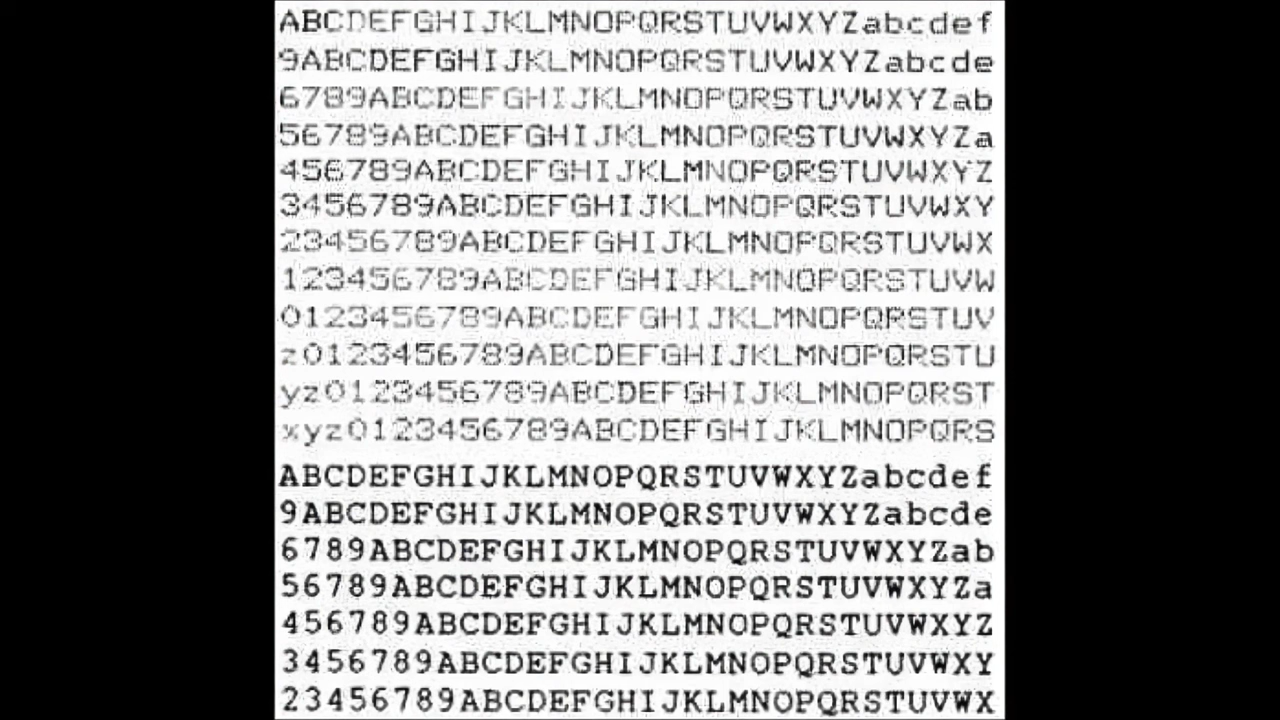 ABCDEFGHIJKLMNOPQRSTUVWXYZabcdef
9ABCDEFGHIJKLMNOPQRSTUVWXYZabcde
6789ABCDEFGHIJKLMNOPQRSTUVWXYZab
56789ABCDEFGHIJKLMNOPQRSTUVWXYZa
456789ABCDEFGHIJKLMNOPQRSTUVWXYZ
3456789ABCDEFGHIJKLMNOPQRSTUVWXY
23456789ABCDEFGHIJKLMNOPQRSTUVWX
123456789ABCDEFGHIJKLMNOPQRSTUVW
0123456789ABCDEFGHIJKLMNOPQRSTUV
z0123456789ABCDEFGHIJKLMNOPQRSTU
yz0123456789ABCDEFGHIJKLMNOPQRST
xyz0123456789ABCDEFGHIJKLMNOPQRS
ABCDEFGHIJKLMNOPQRSTUVWXYZabcdef
9ABCDEFGHIJKLMNOPQRSTUVWXYZabcde
6789ABCDEFGHIJKLMNOPQRSTUVWXYZab
56789ABCDEFGHIJKLMNOPQRSTUVWXYZa
456789ABCDEFGHIJKLMNOPQRSTUVWXYZ
3456789ABCDEFGHIJKLMNOPQRSTUVWXY
23456789ABCDEFGHIJKLMNOPQRSTUVWX